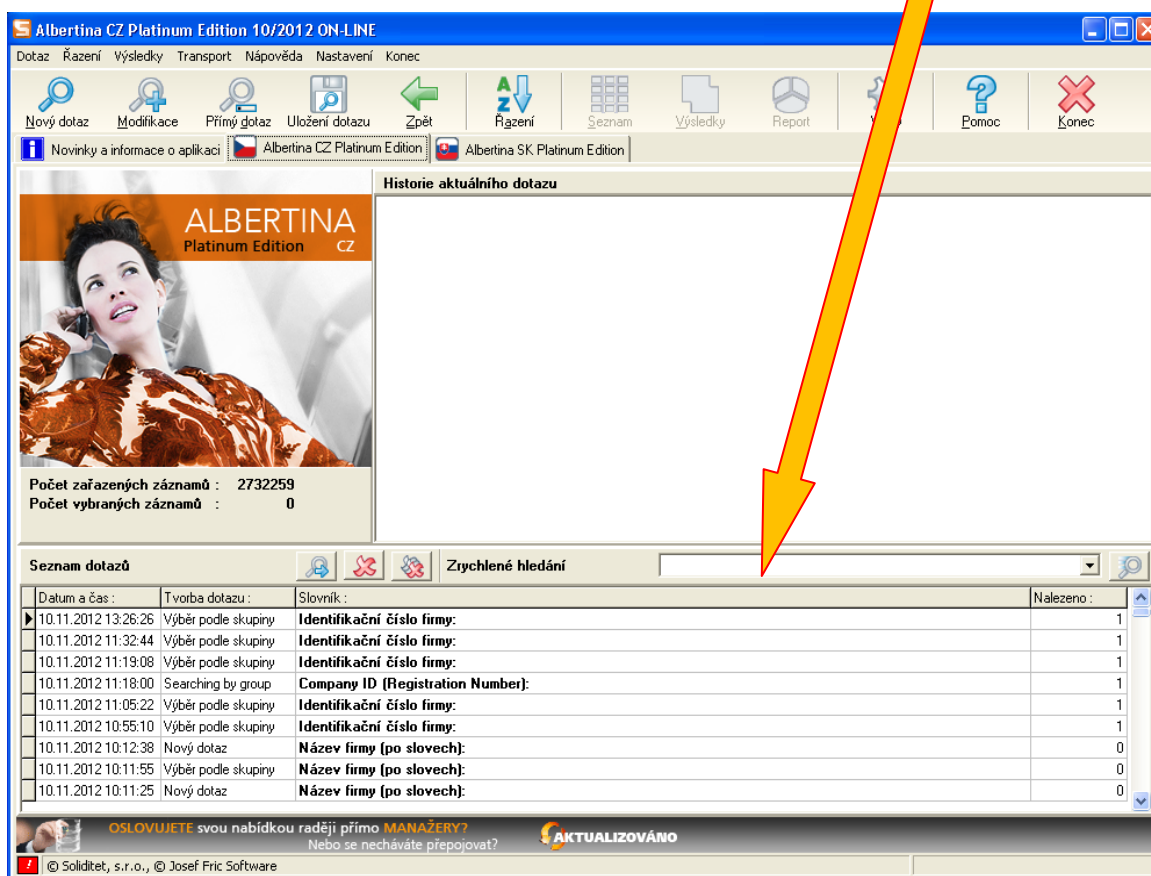 Albertina CZ Platinum Edition 10/2012 ON-LINE
Dotaz Řazení Výsledky Transport Nápověda Nastavení Konec
Nový dotaz Modifikace Přímý dotaz Uložení dotazu Zpět Řazení Seznam Výsledky Report Pomoc Konec
Novinky a informace o aplikaci Albertina CZ Platinum Edition Albertina SK Platinum Edition
Historie aktuálního dotazu
ALBERTINA
Platinum Edition CZ
Počet zařazených záznamů : 2732259
Počet vybraných záznamů : 0
Seznam dotazů Zrychlené hledání
Datum a čas : Tvorba dotazu : Slovník : Nalezeno :
10.11.2012 13:26:26 Výběr podle skupiny Identifikační číslo firmy: 1
10.11.2012 11:32:44 Výběr podle skupiny Identifikační číslo firmy: 1
10.11.2012 11:19:08 Výběr podle skupiny Identifikační číslo firmy: 1
10.11.2012 11:18:00 Searching by group Company ID (Registration Number): 1
10.11.2012 11:05:22 Výběr podle skupiny Identifikační číslo firmy: 1
10.11.2012 10:55:10 Výběr podle skupiny Identifikační číslo firmy: 1
10.11.2012 10:12:38 Nový dotaz Název firmy (po slovech): 0
10.11.2012 10:11:55 Výběr podle skupiny Název firmy (po slovech): 0
10.11.2012 10:11:25 Nový dotaz Název firmy (po slovech): 0
OSLOVUJETE svou nabídkou raději přímo MANAŽERY?
Nebo se necháváte přepojovat?
AKTUALIZOVÁNO
© Soliditet, s.r.o., © Josef Fric Software